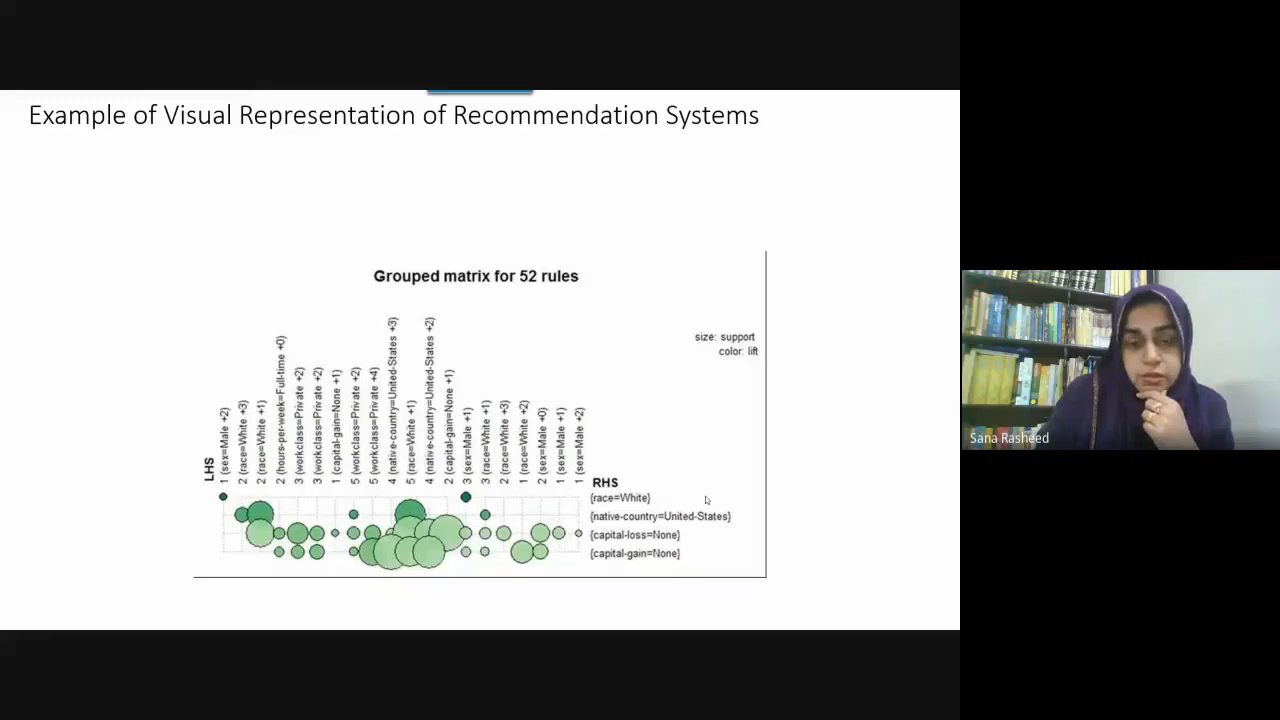 Example of Visual Representation of Recommendation Systems
Grouped matrix for 52 rules
size: support
color: lift
LHS
1 (sex=Male +2)
2 (race=White +3)
2 (race=White +1)
2 (hours-per-week=Full-time +0)
3 (workclass=Private +2)
3 (workclass=Private +2)
1 (capital-gain=None +1)
5 (workclass=Private +2)
5 (workclass=Private +4)
4 (native-country=United-States +3)
5 (race=White +1)
4 (native-country=United-States +2)
2 (capital-gain=None +1)
3 (sex=Male +1)
3 (race=White +1)
2 (race=White +3)
1 (race=White +2)
2 (sex=Male +0)
1 (sex=Male +1)
1 (sex=Male +2)
RHS
{race=White}
{native-country=United-States}
{capital-loss=None}
{capital-gain=None}
Sana Rasheed